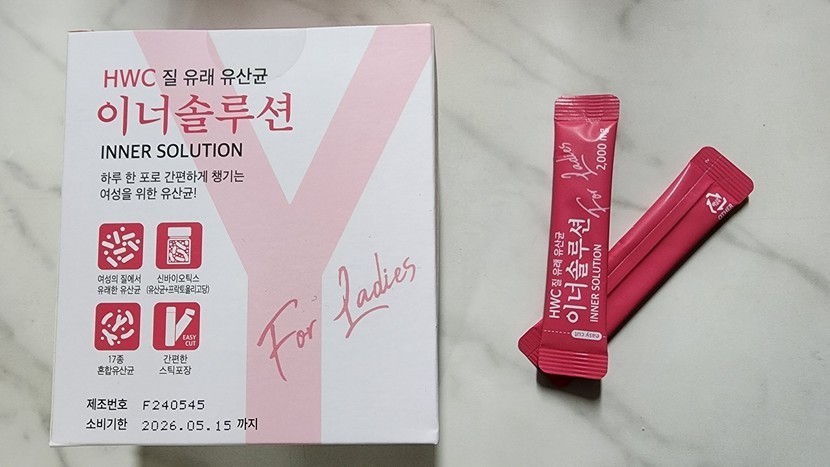 HWC 질 유래 유산균
이너솔루션
INNER SOLUTION
하루 한 포로 간편하게 챙기는
여성을 위한 유산균!
여성의 질에서
유래한 유산균
신바이오틱스
(유산균+프락토올리고당)
17종
혼합유산균
EASY
CUT
간편한
스틱포장
For Ladies
제조번호 F240545
소비기한 2026.05.15 까지
HWC 질 유래 유산균
이너솔루션
INNER SOLUTION
For Ladies
2,000 mg
easy cut
OTHER